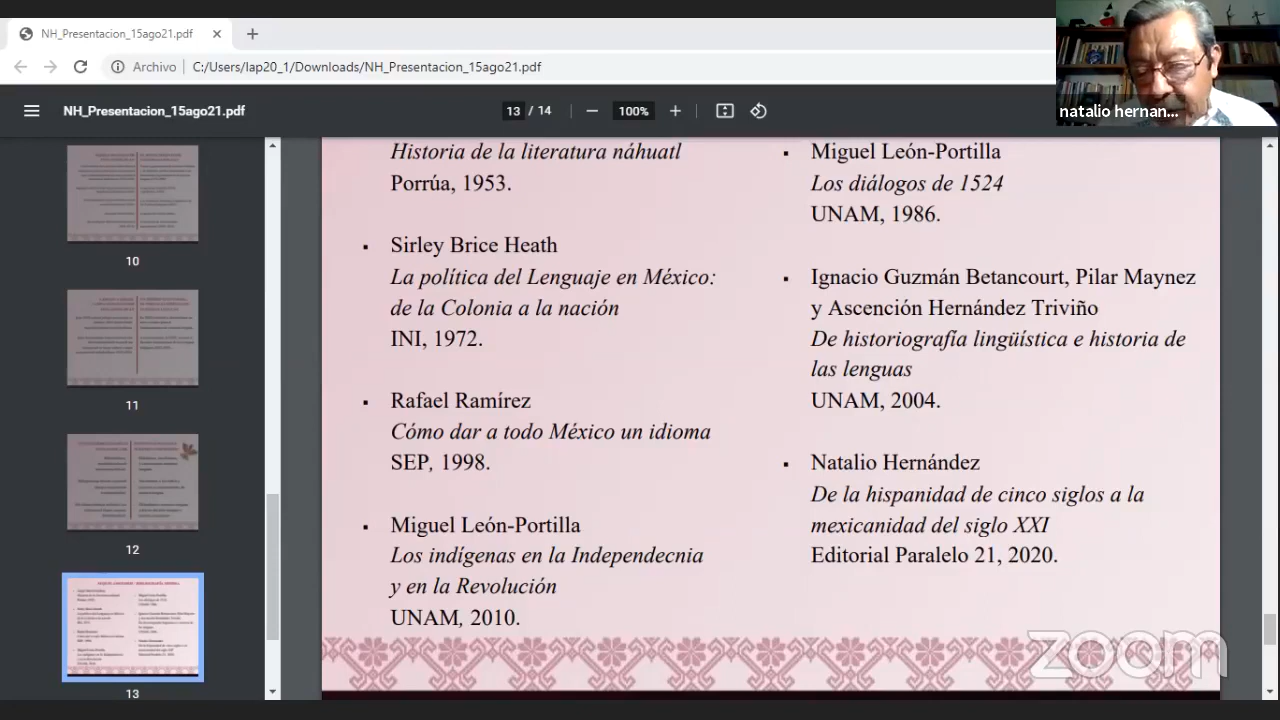 NH_Presentacion_15ago21.pdf
Archivo
C:/Users/lap20_1/Downloads/NH_Presentacion_15ago21.pdf
natalio hernan...
NH_Presentacion_15ago21.pdf
13 / 14
100%
10
11
12
13
Historia de la literatura náhuatl
Porrúa, 1953.
Sirley Brice Heath
La política del Lenguaje en México:
de la Colonia a la nación
INI, 1972.
Rafael Ramírez
Cómo dar a todo México un idioma
SEP, 1998.
Miguel León-Portilla
Los indígenas en la Independecnia
y en la Revolución
UNAM, 2010.
Miguel León-Portilla
Los diálogos de 1524
UNAM, 1986.
Ignacio Guzmán Betancourt, Pilar Maynez
y Ascención Hernández Triviño
De historiografía lingüística e historia de
las lenguas
UNAM, 2004.
Natalio Hernández
De la hispanidad de cinco siglos a la
mexicanidad del siglo XXI
Editorial Paralelo 21, 2020.
zoom